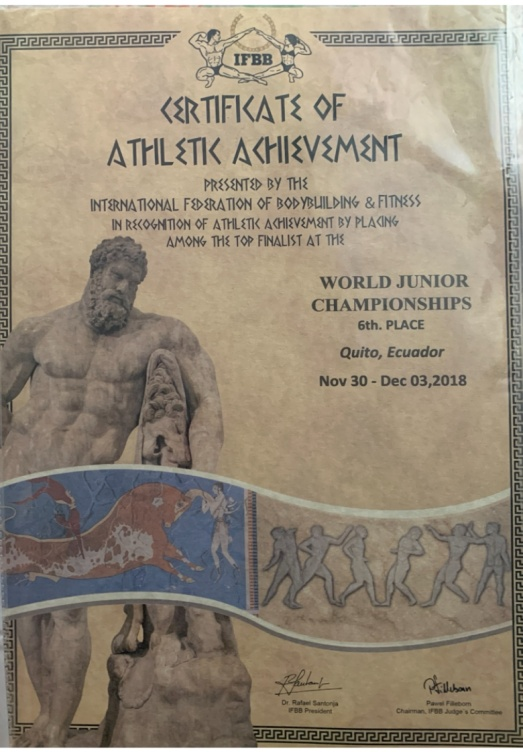 IFBB
CERTIFICATE OF
ATHLETIC ACHIEVEMENT
PRESENTED BY THE
INTERNATIONAL FEDERATION OF BODYBUILDING & FITNESS
IN RECOGNITION OF ATHLETIC ACHIEVEMENT BY PLACING
AMONG THE TOP FINALIST AT THE
WORLD JUNIOR
CHAMPIONSHIPS
6th. PLACE
Quito, Ecuador
Nov 30 - Dec 03,2018
Dr. Rafael Santonja
IFBB President
Pawel Filleborn
Chairman, IFBB Judge's Committee